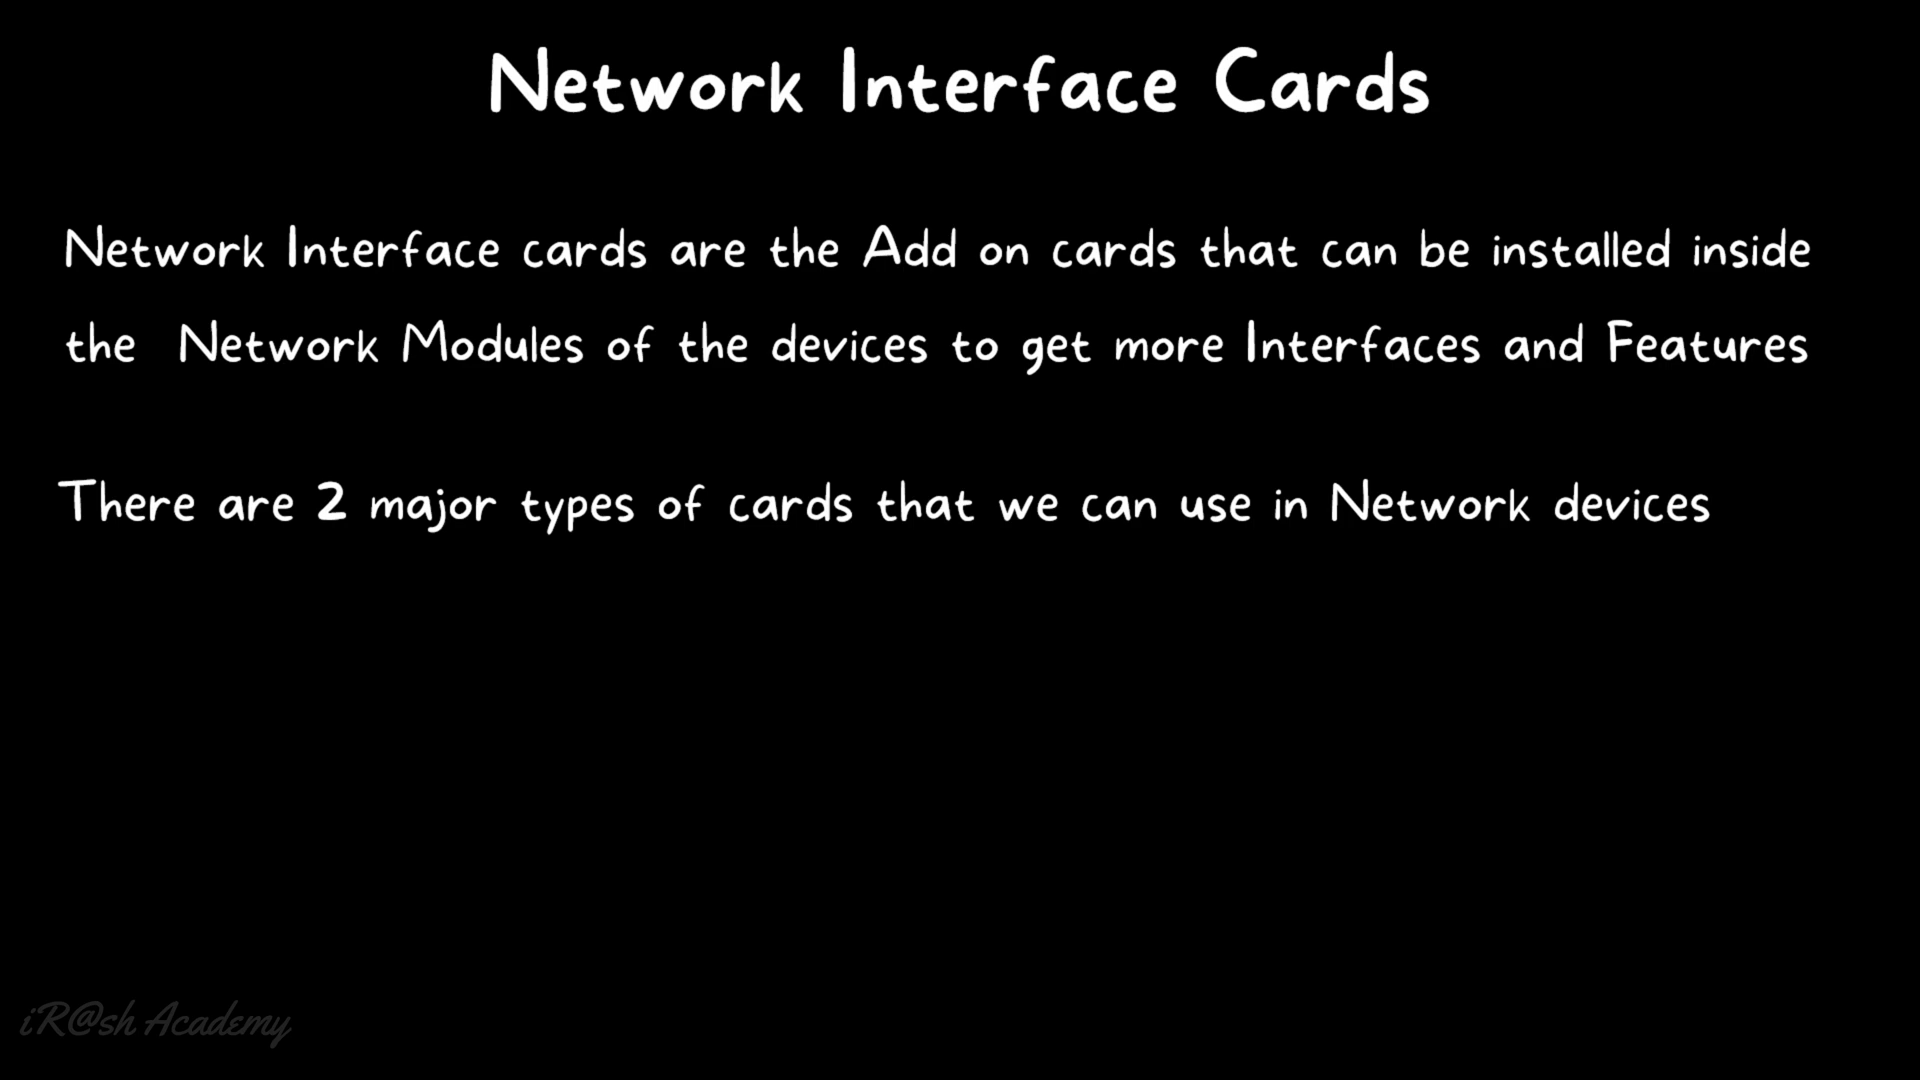 Network Interface Cards
Network Interface cards are the Add on cards that can be installed inside
the Network Modules of the devices to get more Interfaces and Features
There are 2 major types of cards that we can use in Network devices
iR@sh Academy